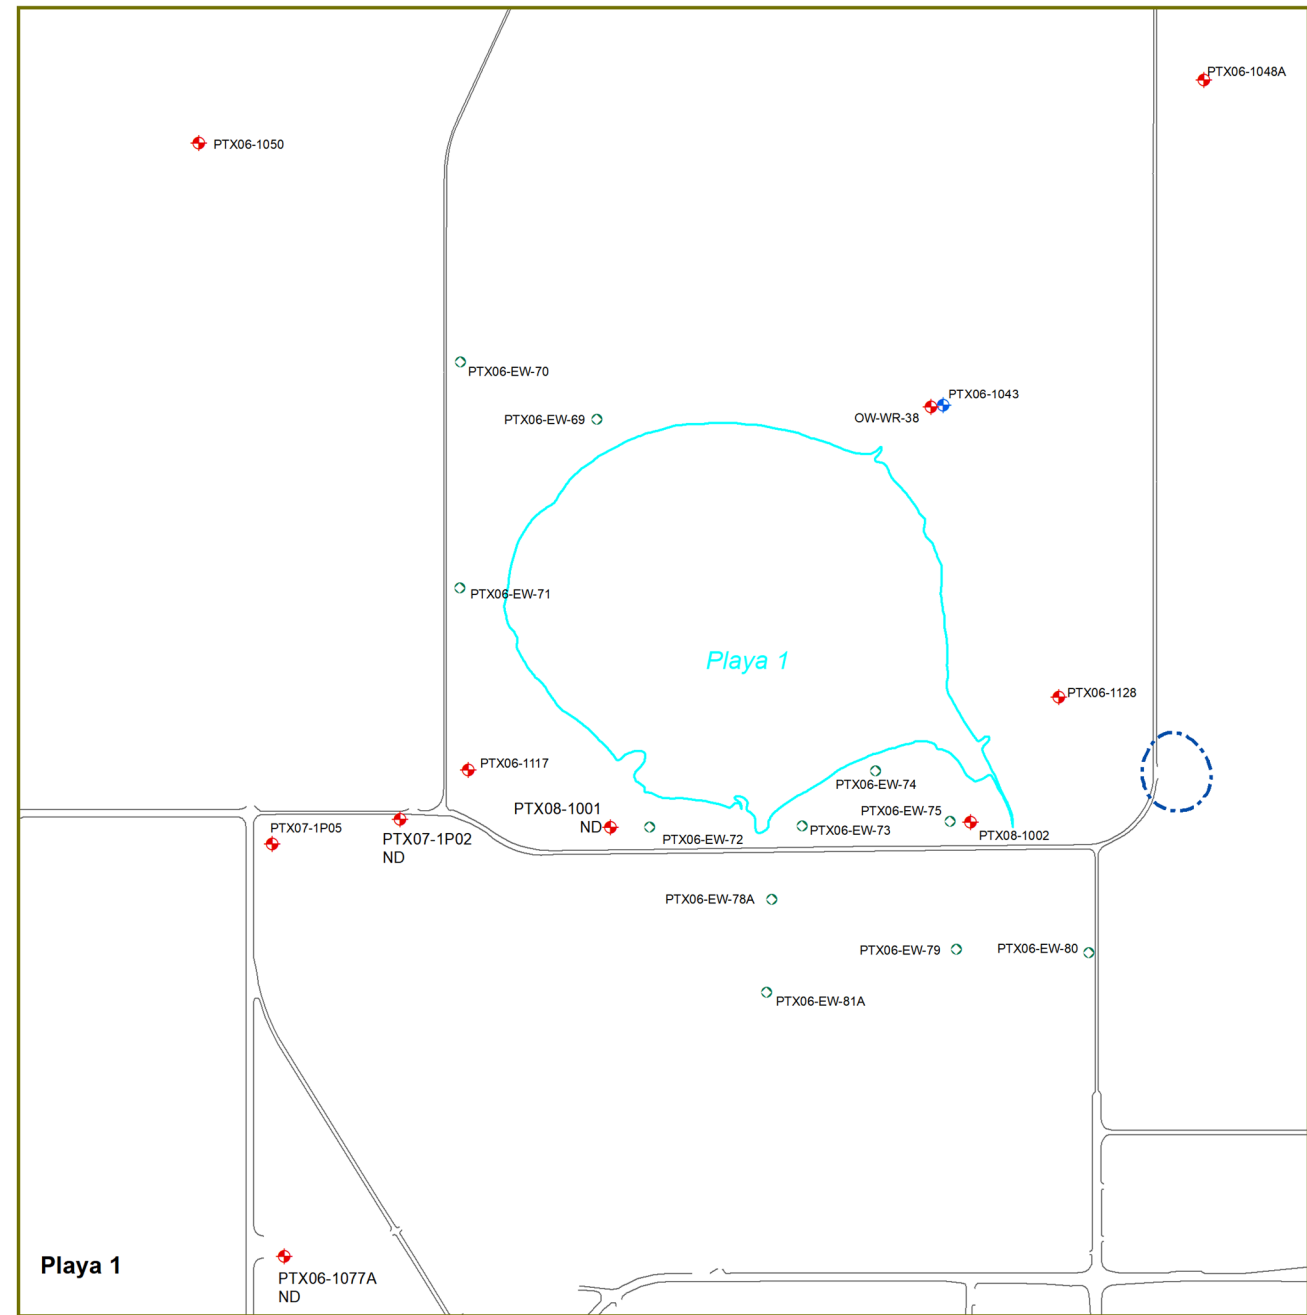 PTX06-1048A
PTX06-1050
PTX06-EW-70
PTX06-1043
PTX06-EW-69
OW-WR-38
PTX06-EW-71
Playa 1
PTX06-1128
PTX06-1117
PTX06-EW-74
PTX08-1001
ND
PTX06-EW-75
PTX07-1P05
PTX07-1P02
ND
PTX06-EW-72
PTX06-EW-73
PTX08-1002
PTX06-EW-78A
PTX06-EW-79
PTX06-EW-80
PTX06-EW-81A
Playa 1
PTX06-1077A
ND